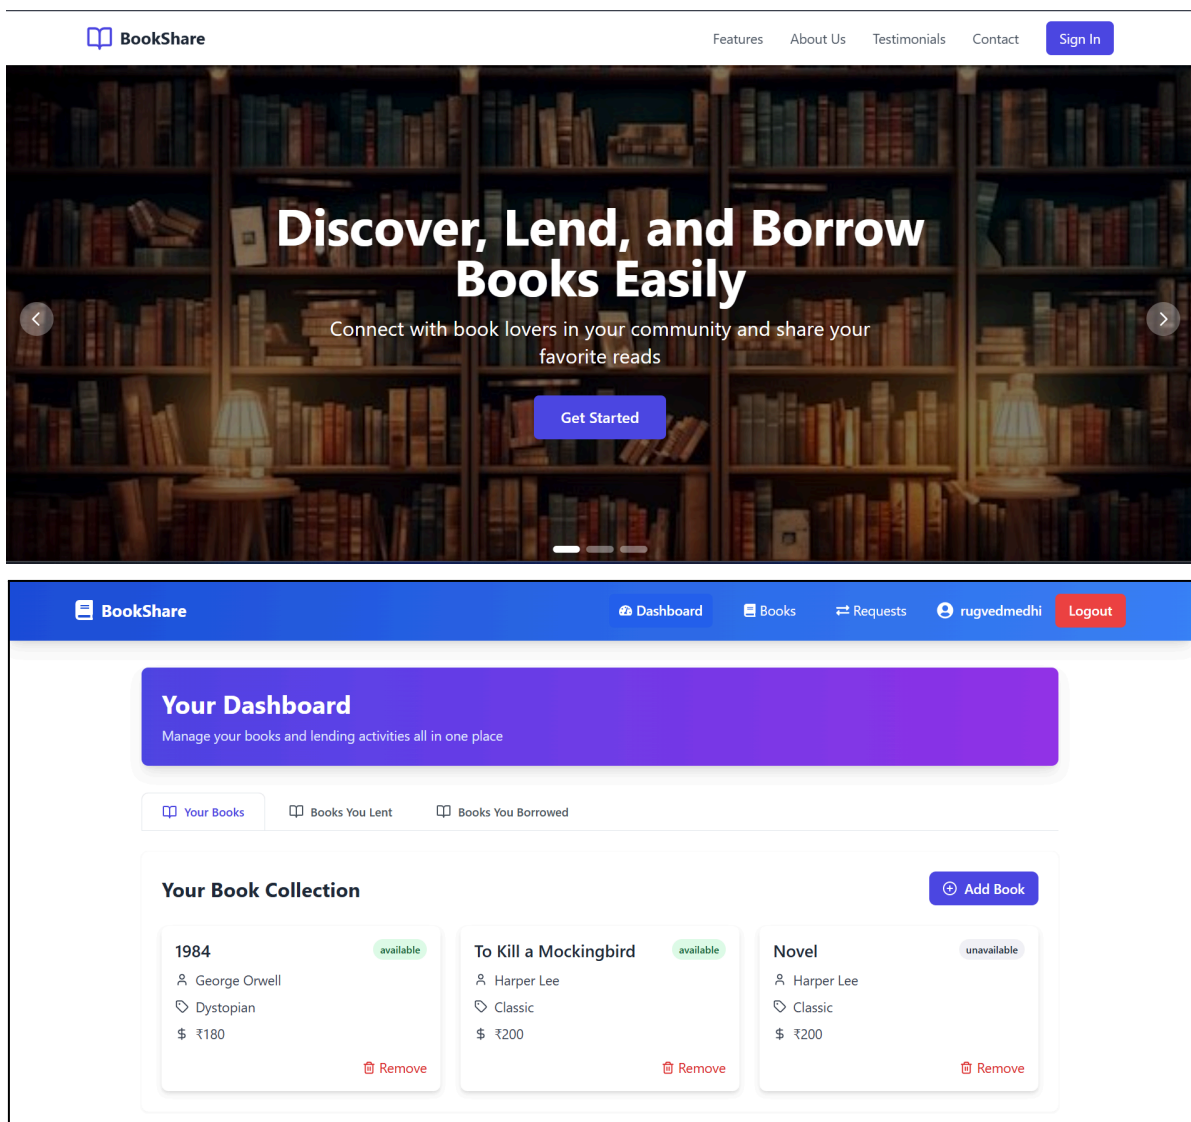 BookShare
Features About Us Testimonials Contact Sign In
Discover, Lend, and Borrow
Books Easily
Connect with book lovers in your community and share your
favorite reads
Get Started
BookShare
Dashboard Books Requests rugvedmedhi Logout
Your Dashboard
Manage your books and lending activities all in one place
Your Books Books You Lent Books You Borrowed
Your Book Collection
Add Book
1984 available
George Orwell
Dystopian
$ ₹180
Remove
To Kill a Mockingbird available
Harper Lee
Classic
$ ₹200
Remove
Novel unavailable
Harper Lee
Classic
$ ₹200
Remove